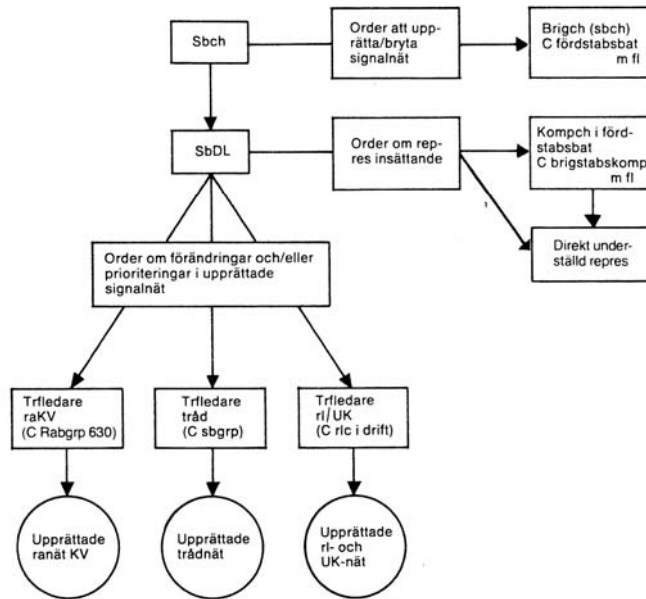 Sbch
Order att upp-
rätta/bryta
signalnät
Brigch (sbch)
C fördstabsbat
m fl
SbDL
Order om rep-
res insättande
Kompch i förd-
stabsbat
C brigstabskomp
m fl
Direkt under-
ställd repres
Order om förändringar och/eller
prioriteringar i upprättade
signalnät
Trfledare
raKV
(C Rabgrp 630)
Trfledare
tråd
(C sbgrp)
Trfledare
rl/UK
(C rlc i drift)
Upprättade
ranät KV
Upprättade
trådnät
Upprättade
rl- och
UK-nät